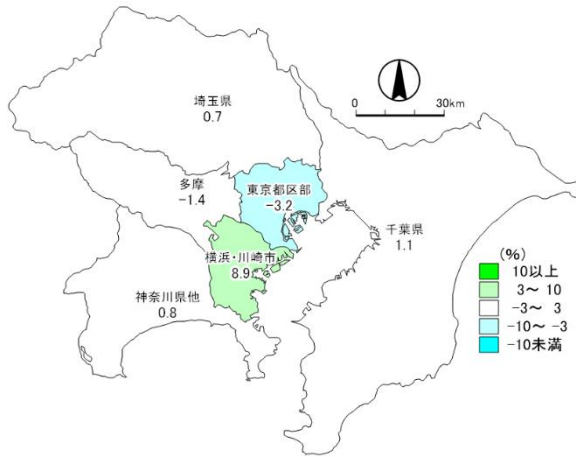 埼玉県
0.7
0
30km
多摩
-1.4
東京都区部
-3.2
千葉県
1.1
横浜・川崎市
8.9
神奈川県他
0.8
(%)
10以上
3～ 10
-3～ 3
-10～ -3
-10未満